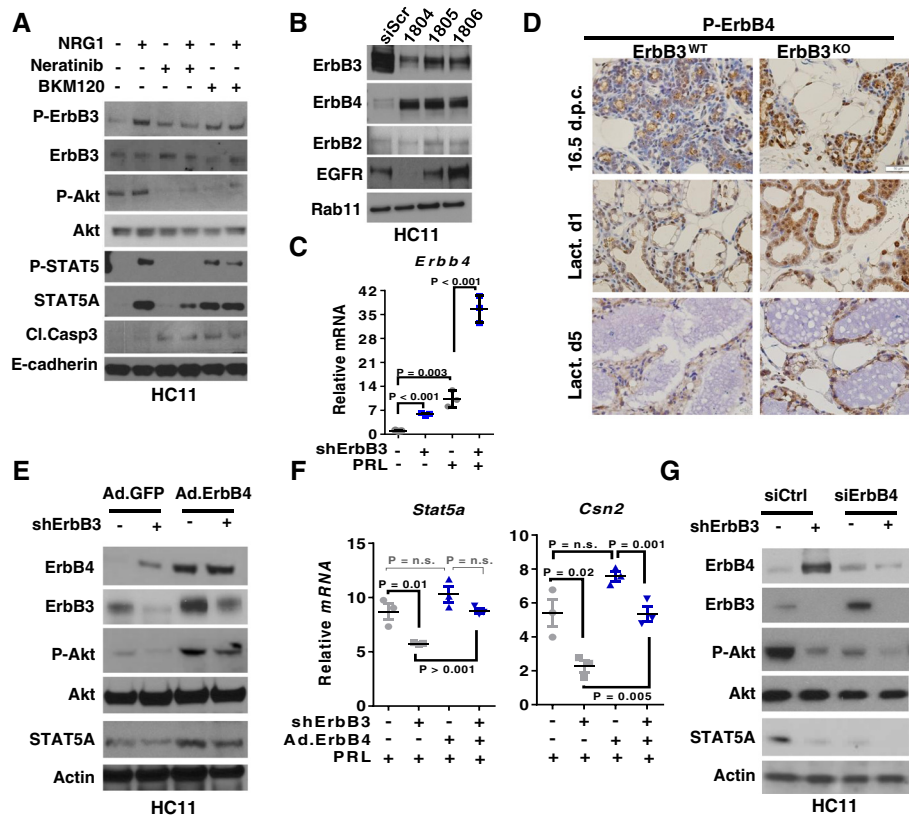 A
NRG1 - + - + - +
Neratinib - - + + - -
BKM120 - - - - + +
P-ErbB3
ErbB3
P-Akt
Akt
P-STAT5
STAT5A
Cl.Casp3
E-cadherin
HC11
B
siScr 1804 1805 1806
ErbB3
ErbB4
ErbB2
EGFR
Rab11
HC11
C
Erbb4
Relative mRNA
42
35
28
21
14
7
0
P < 0.001
P = 0.003
P < 0.001
shErbB3 - + - +
PRL - - + +
D
P-ErbB4
ErbB3WT ErbB3KO
16.5 d.p.c.
Lact. d1
Lact. d5
E
Ad.GFP Ad.ErbB4
shErbB3 - + - +
ErbB4
ErbB3
P-Akt
Akt
STAT5A
Actin
HC11
F
Stat5a
Relative mRNA
15
10
5
0
P = n.s. P = n.s.
P = 0.01
P > 0.001
Csn2
10
8
6
4
2
0
P = n.s. P = 0.001
P = 0.02
P = 0.005
shErbB3 - + - + - + - +
Ad.ErbB4 - - + + - - + +
PRL + + + + + + + +
G
siCtrl siErbB4
shErbB3 - + - +
ErbB4
ErbB3
P-Akt
Akt
STAT5A
Actin
HC11